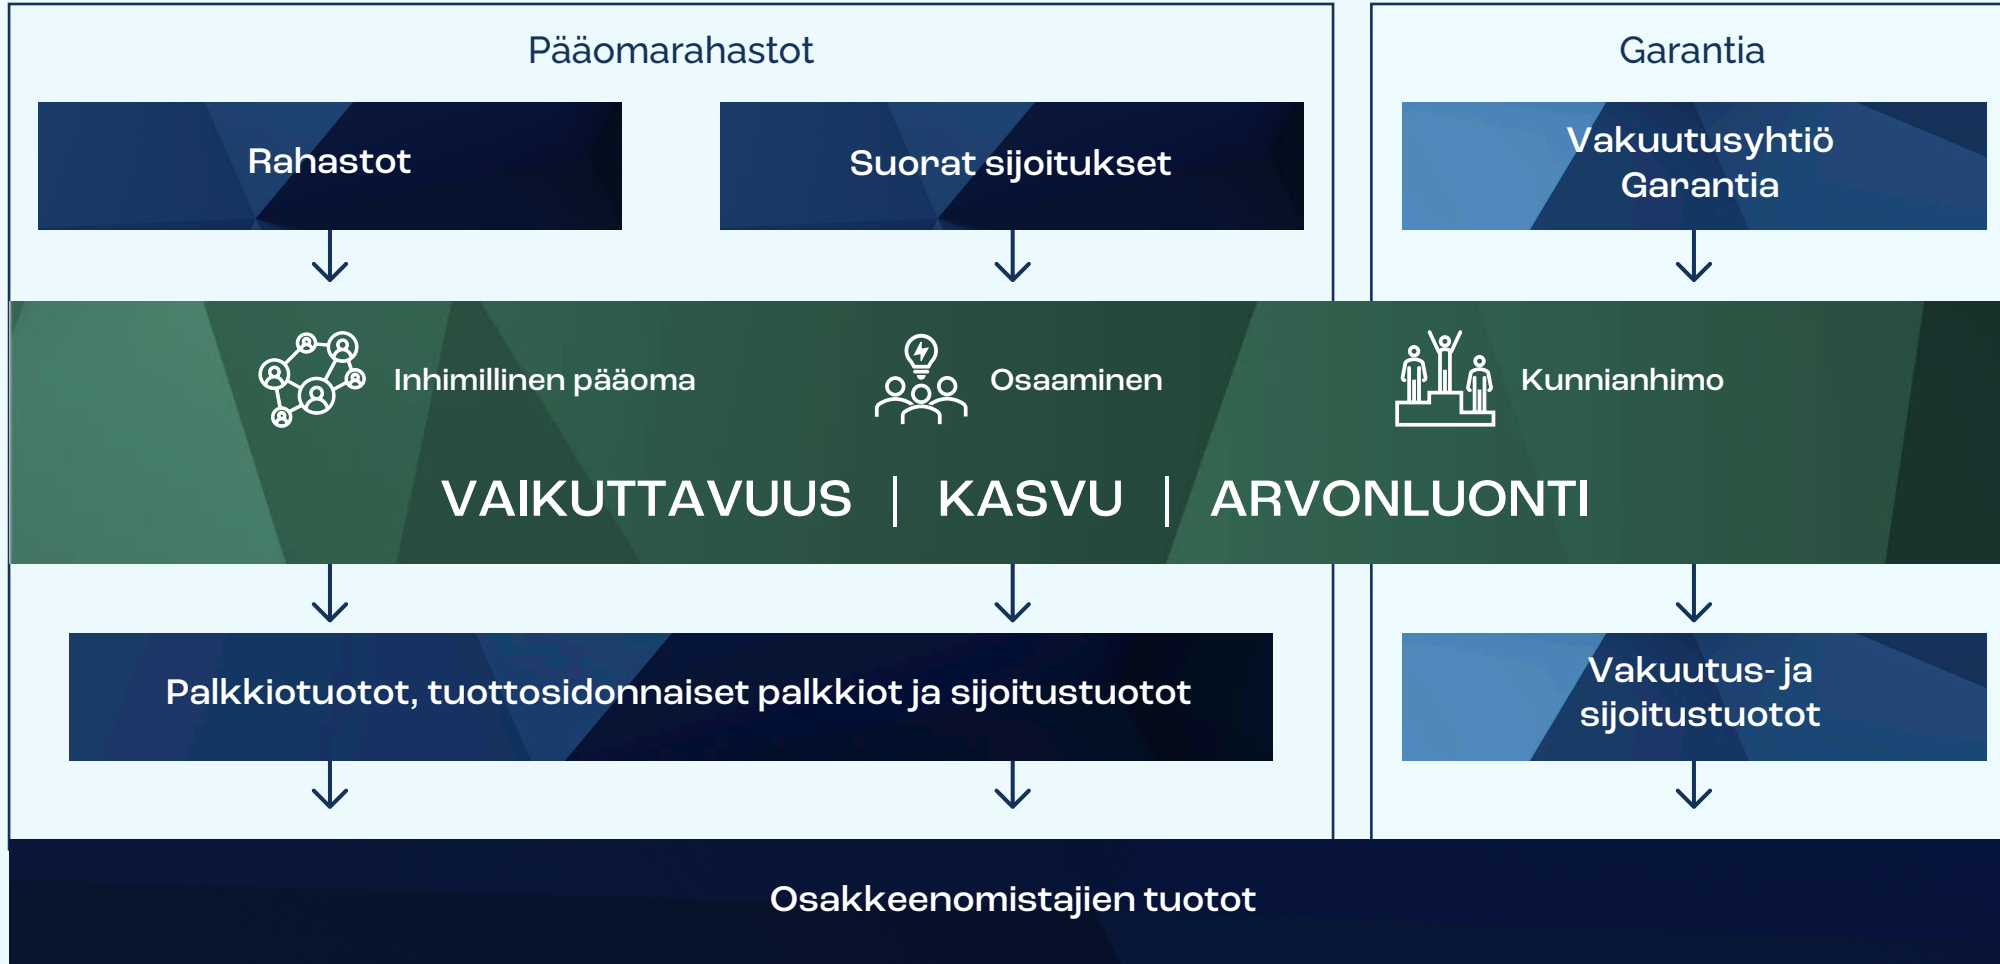 Pääomarahastot
Garantia
Rahastot
Suorat sijoitukset
Vakuutusyhtiö
Garantia
Inhimillinen pääoma
Osaaminen
Kunnianhimo
VAIKUTTAVUUS | KASVU | ARVONLUONTI
Palkkiotuotot, tuottosidonnaiset palkkiot ja sijoitustuotot
Vakuutus- ja
sijoitustuotot
Osakkeenomistajien tuotot